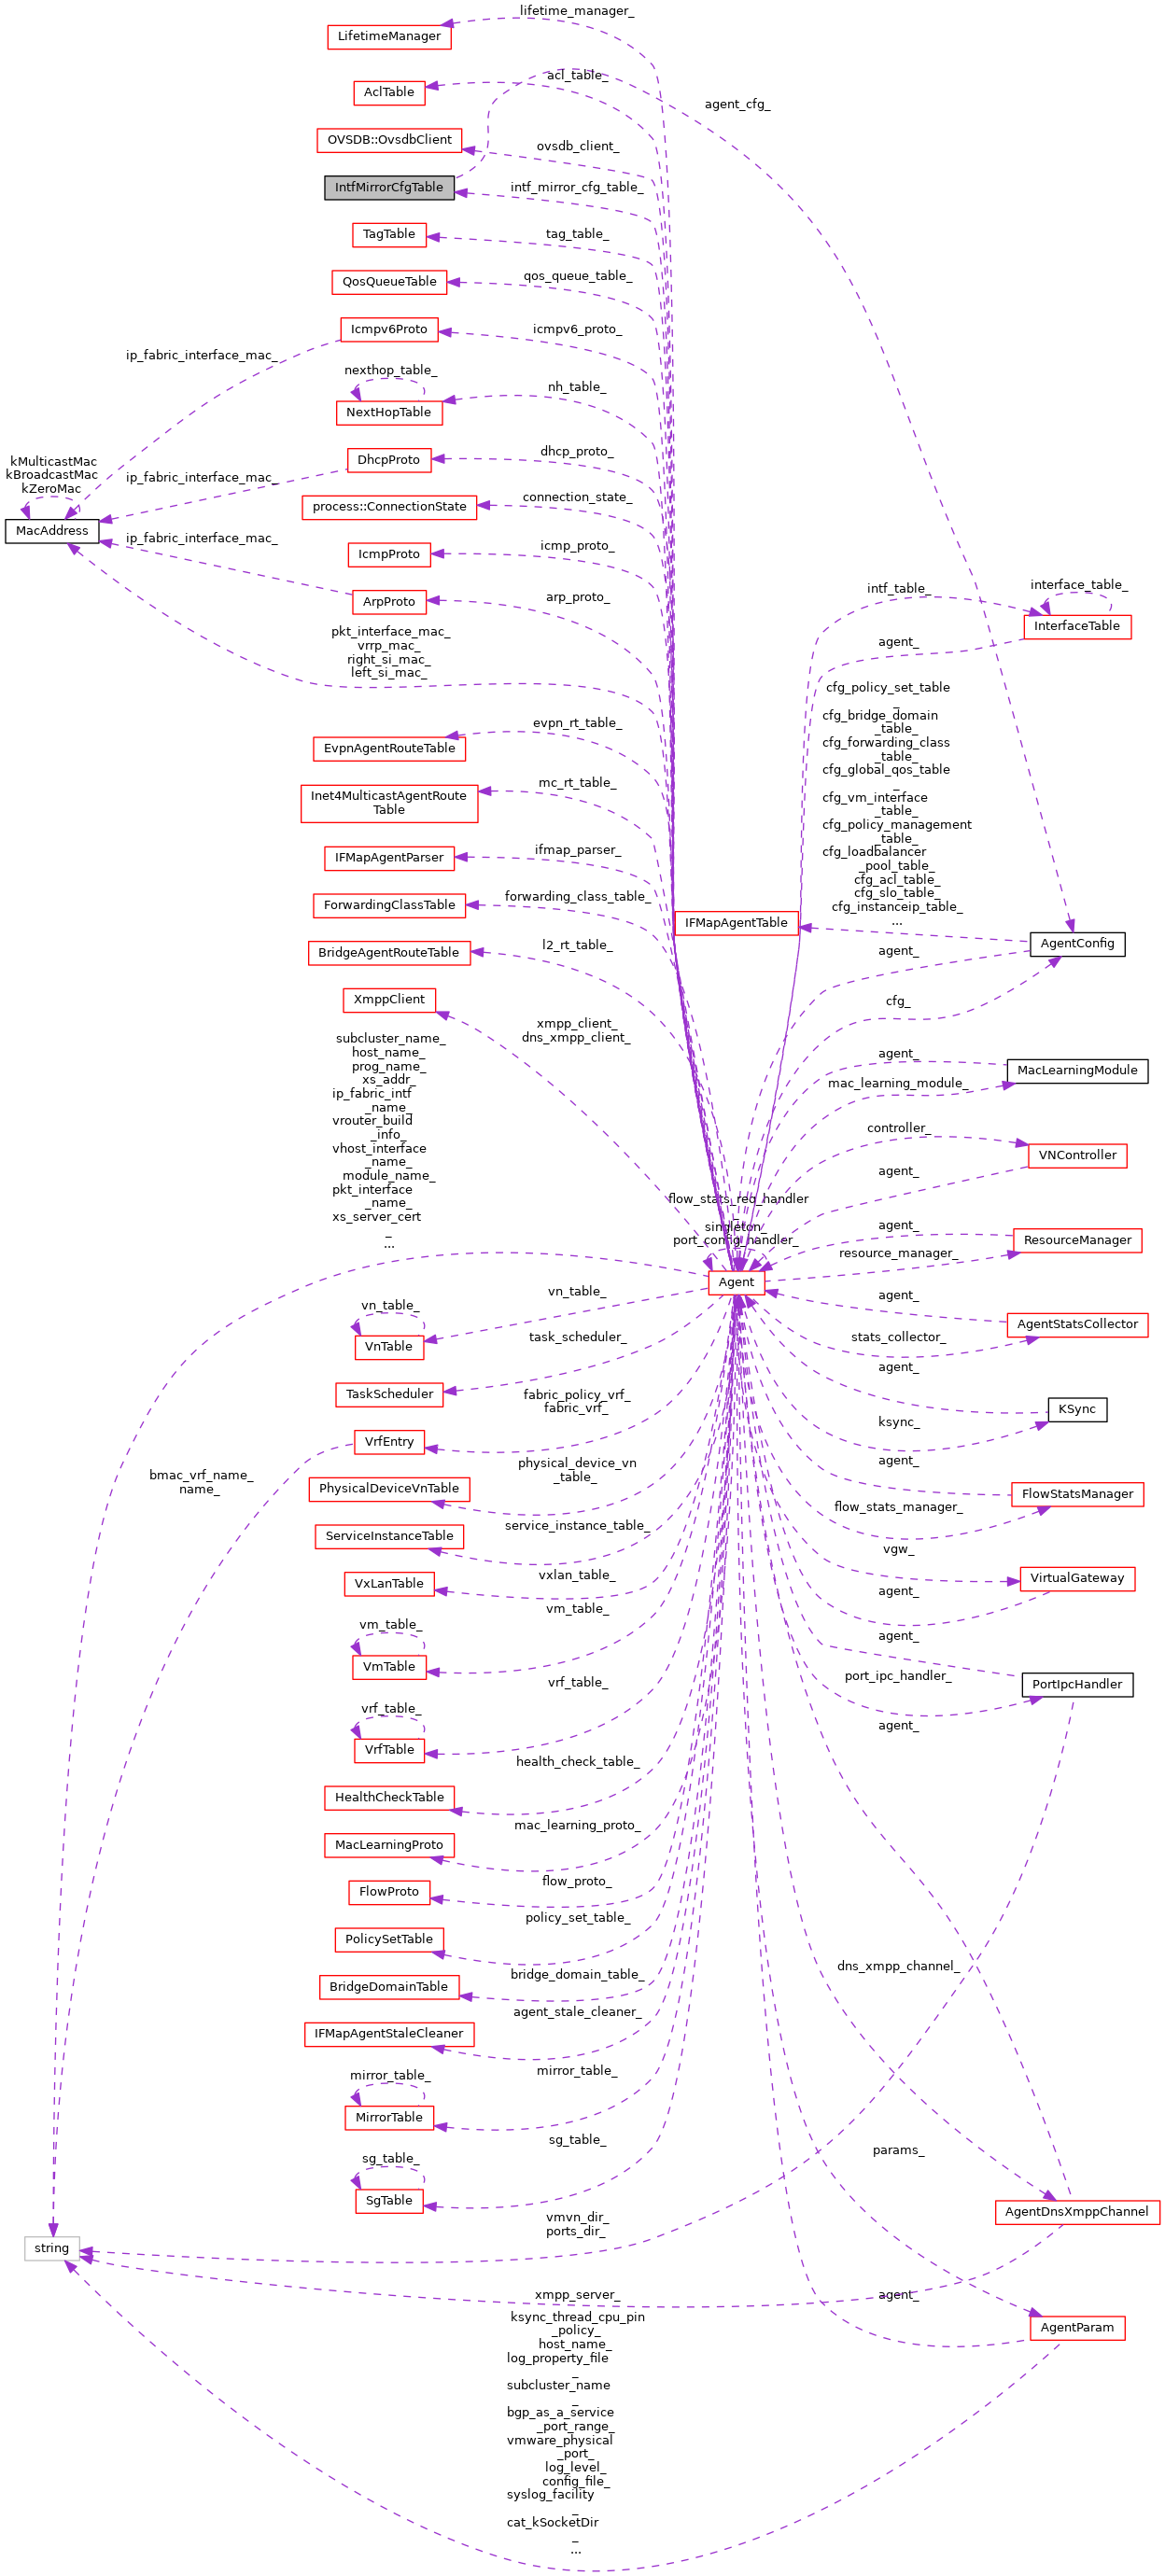 lifetime_manager_
LifetimeManager
acl_table_
AclTable
agent_cfg_
OVSDB::OvsdbClient
ovsdb_client_
IntfMirrorCfgTable
intf_mirror_cfg_table_
TagTable
tag_table_
QosQueueTable
qos_queue_table_
Icmpv6Proto
icmpv6_proto_
ip_fabric_interface_mac_
nexthop_table_
nh_table_
NextHopTable
kMulticastMac
kBroadcastMac
kZeroMac
MacAddress
dhcp_proto_
DhcpProto
ip_fabric_interface_mac_
connection_state_
process::ConnectionState
icmp_proto_
IcmpProto
ip_fabric_interface_mac_
arp_proto_
ArpProto
intf_table_
interface_table_
InterfaceTable
agent_
pkt_interface_mac_
vrrp_mac_
right_si_mac_
left_si_mac_
cfg_policy_set_table
_
cfg_bridge_domain
_table_
cfg_forwarding_class
_table_
cfg_global_qos_table
_
cfg_vm_interface
_table_
cfg_policy_management
_table_
cfg_loadbalancer
_pool_table_
cfg_acl_table_
cfg_slo_table_
cfg_instanceip_table_
...
evpn_rt_table_
EvpnAgentRouteTable
mc_rt_table_
Inet4MulticastAgentRoute
Table
ifmap_parser_
IFMapAgentParser
forwarding_class_table_
ForwardingClassTable
IFMapAgentTable
AgentConfig
l2_rt_table_
BridgeAgentRouteTable
agent_
cfg_
XmppClient
xmpp_client_
dns_xmpp_client_
agent_
MacLearningModule
mac_learning_module_
subcluster_name_
host_name_
prog_name_
xs_addr_
ip_fabric_intf
_name_
vrouter_build
_info_
vhost_interface
_name_
module_name_
pkt_interface
_name_
xs_server_cert
_
...
controller_
VNController
agent_
flow_stats_req_handler
_
singleton_
port_config_handler_
Agent
agent_
ResourceManager
resource_manager_
vn_table_
vn_table_
VnTable
agent_
AgentStatsCollector
stats_collector_
task_scheduler_
TaskScheduler
agent_
KSync
ksync_
fabric_policy_vrf_
fabric_vrf_
VrfEntry
bmac_vrf_name_
name_
physical_device_vn
_table_
PhysicalDeviceVnTable
agent_
FlowStatsManager
flow_stats_manager_
service_instance_table_
ServiceInstanceTable
vgw_
VirtualGateway
agent_
vxlan_table_
VxLanTable
vm_table_
vm_table_
VmTable
agent_
port_ipc_handler_
PortIpcHandler
vrf_table_
vrf_table_
VrfTable
agent_
health_check_table_
HealthCheckTable
mac_learning_proto_
MacLearningProto
flow_proto_
FlowProto
policy_set_table_
PolicySetTable
dns_xmpp_channel_
bridge_domain_table_
BridgeDomainTable
agent_stale_cleaner_
IFMapAgentStaleCleaner
mirror_table_
mirror_table_
MirrorTable
sg_table_
sg_table_
SgTable
params_
AgentDnsXmppChannel
vmvn_dir_
ports_dir_
string
xmpp_server_
agent_
AgentParam
ksync_thread_cpu_pin
_policy_
host_name_
log_property_file
_
subcluster_name
_
bgp_as_a_service
_port_range_
vmware_physical
_port_
log_level_
config_file_
syslog_facility
_
cat_kSocketDir
_
...